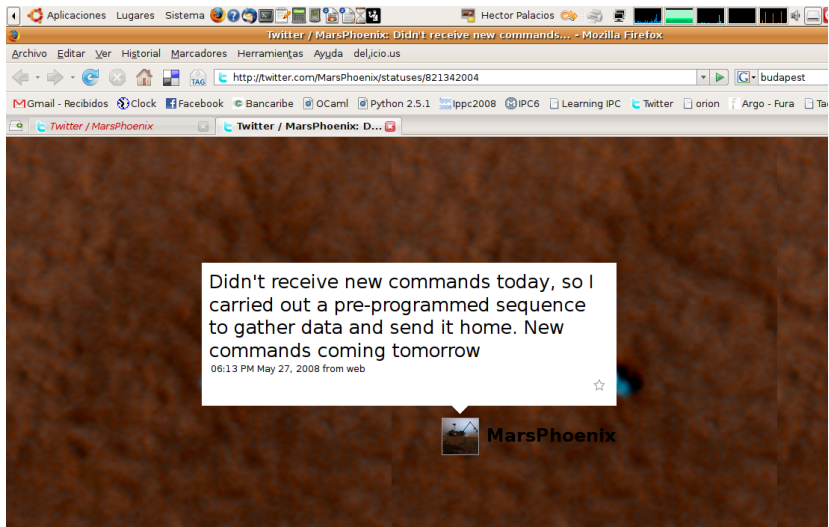 Aplicaciones Lugares Sistema Hector Palacios
Twitter / MarsPhoenix: Didn't receive new commands... - Mozilla Firefox
Archivo Editar Ver Historial Marcadores Herramientas Ayuda del.icio.us
TAG http://twitter.com/MarsPhoenix/statuses/821342004 G budapest
Gmail - Recibidos Clock Facebook Bancaribe OCaml Python 2.5.1 Ippc2008 IPC6 Learning IPC Twitter orion Argo - Fura Ta
Twitter / MarsPhoenix Twitter / MarsPhoenix: D...
Didn't receive new commands today, so I
carried out a pre-programmed sequence
to gather data and send it home. New
commands coming tomorrow
06:13 PM May 27, 2008 from web
MarsPhoenix